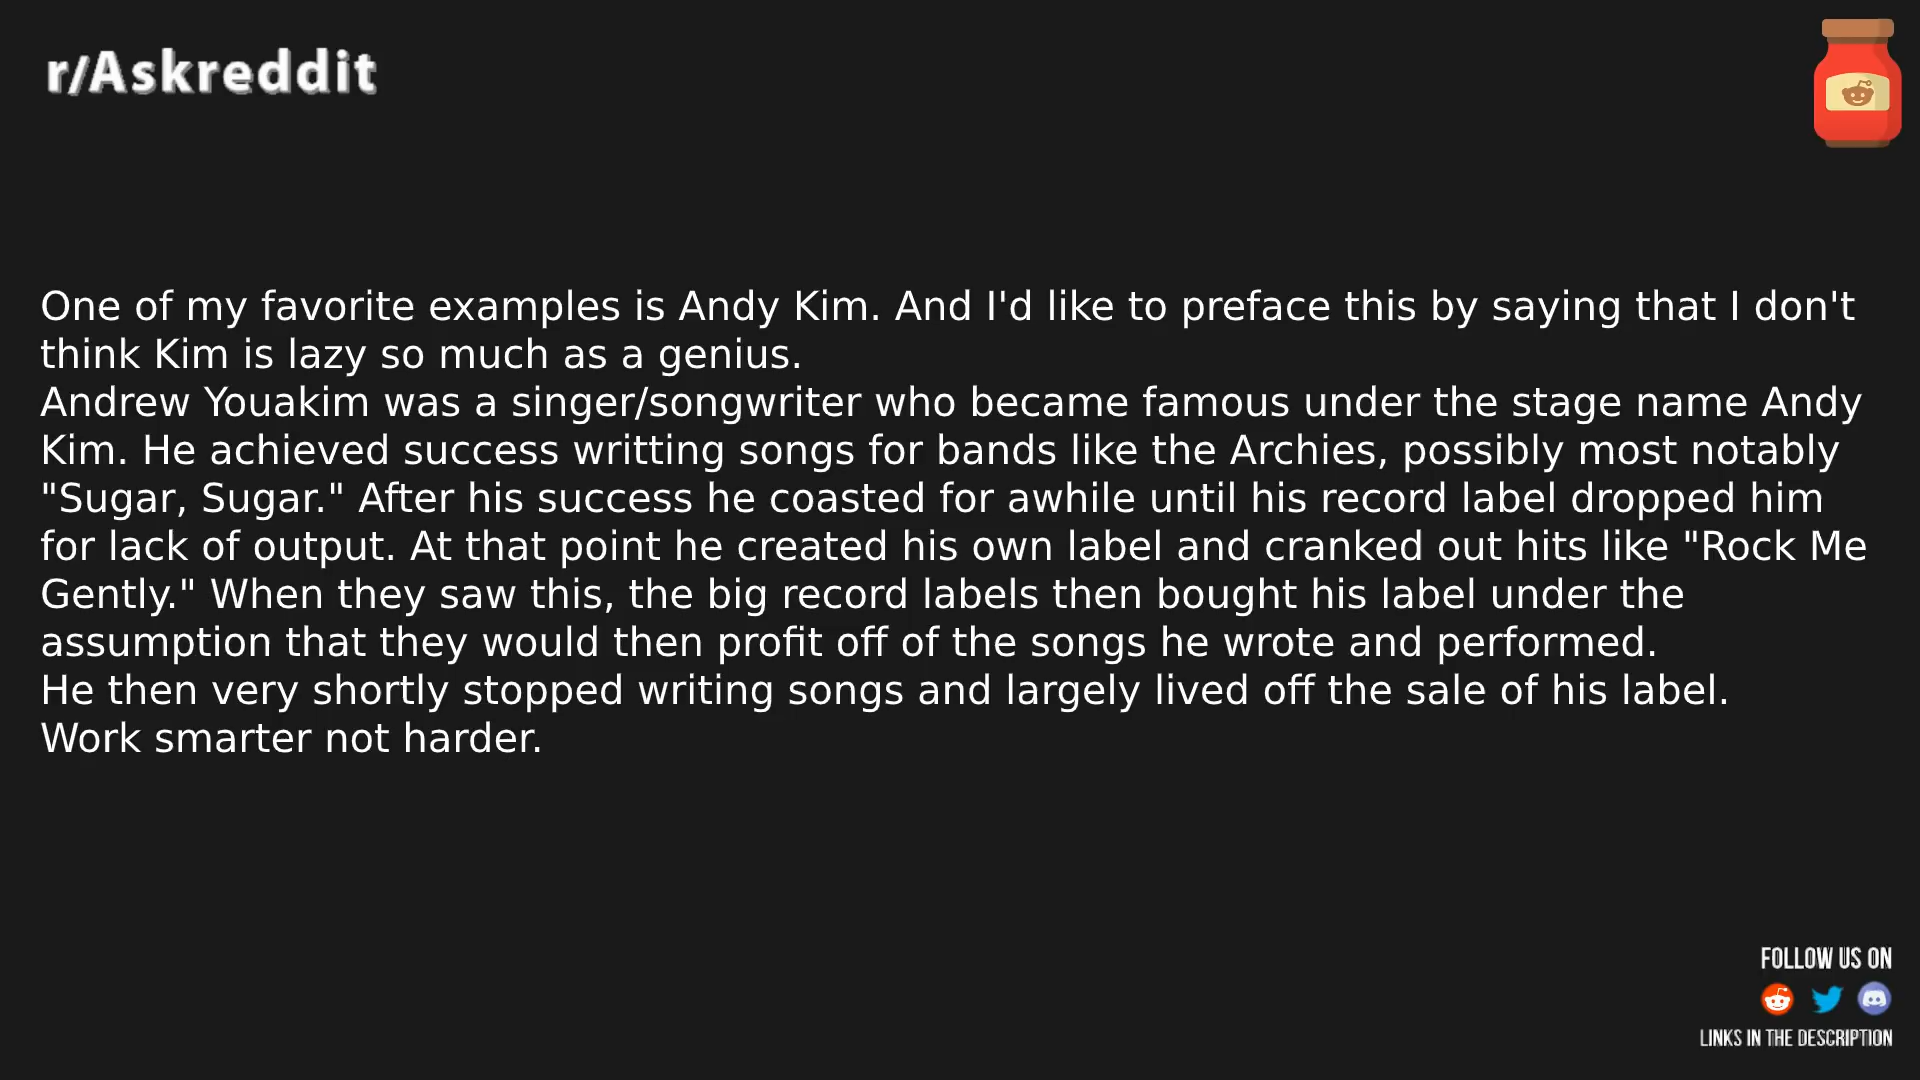 r/Askreddit
One of my favorite examples is Andy Kim. And I'd like to preface this by saying that I don't
think Kim is lazy so much as a genius.
Andrew Youakim was a singer/songwriter who became famous under the stage name Andy
Kim. He achieved success writting songs for bands like the Archies, possibly most notably
"Sugar, Sugar." After his success he coasted for awhile until his record label dropped him
for lack of output. At that point he created his own label and cranked out hits like "Rock Me
Gently." When they saw this, the big record labels then bought his label under the
assumption that they would then profit off of the songs he wrote and performed.
He then very shortly stopped writing songs and largely lived off the sale of his label.
Work smarter not harder.
FOLLOW US ON
LINKS IN THE DESCRIPTION